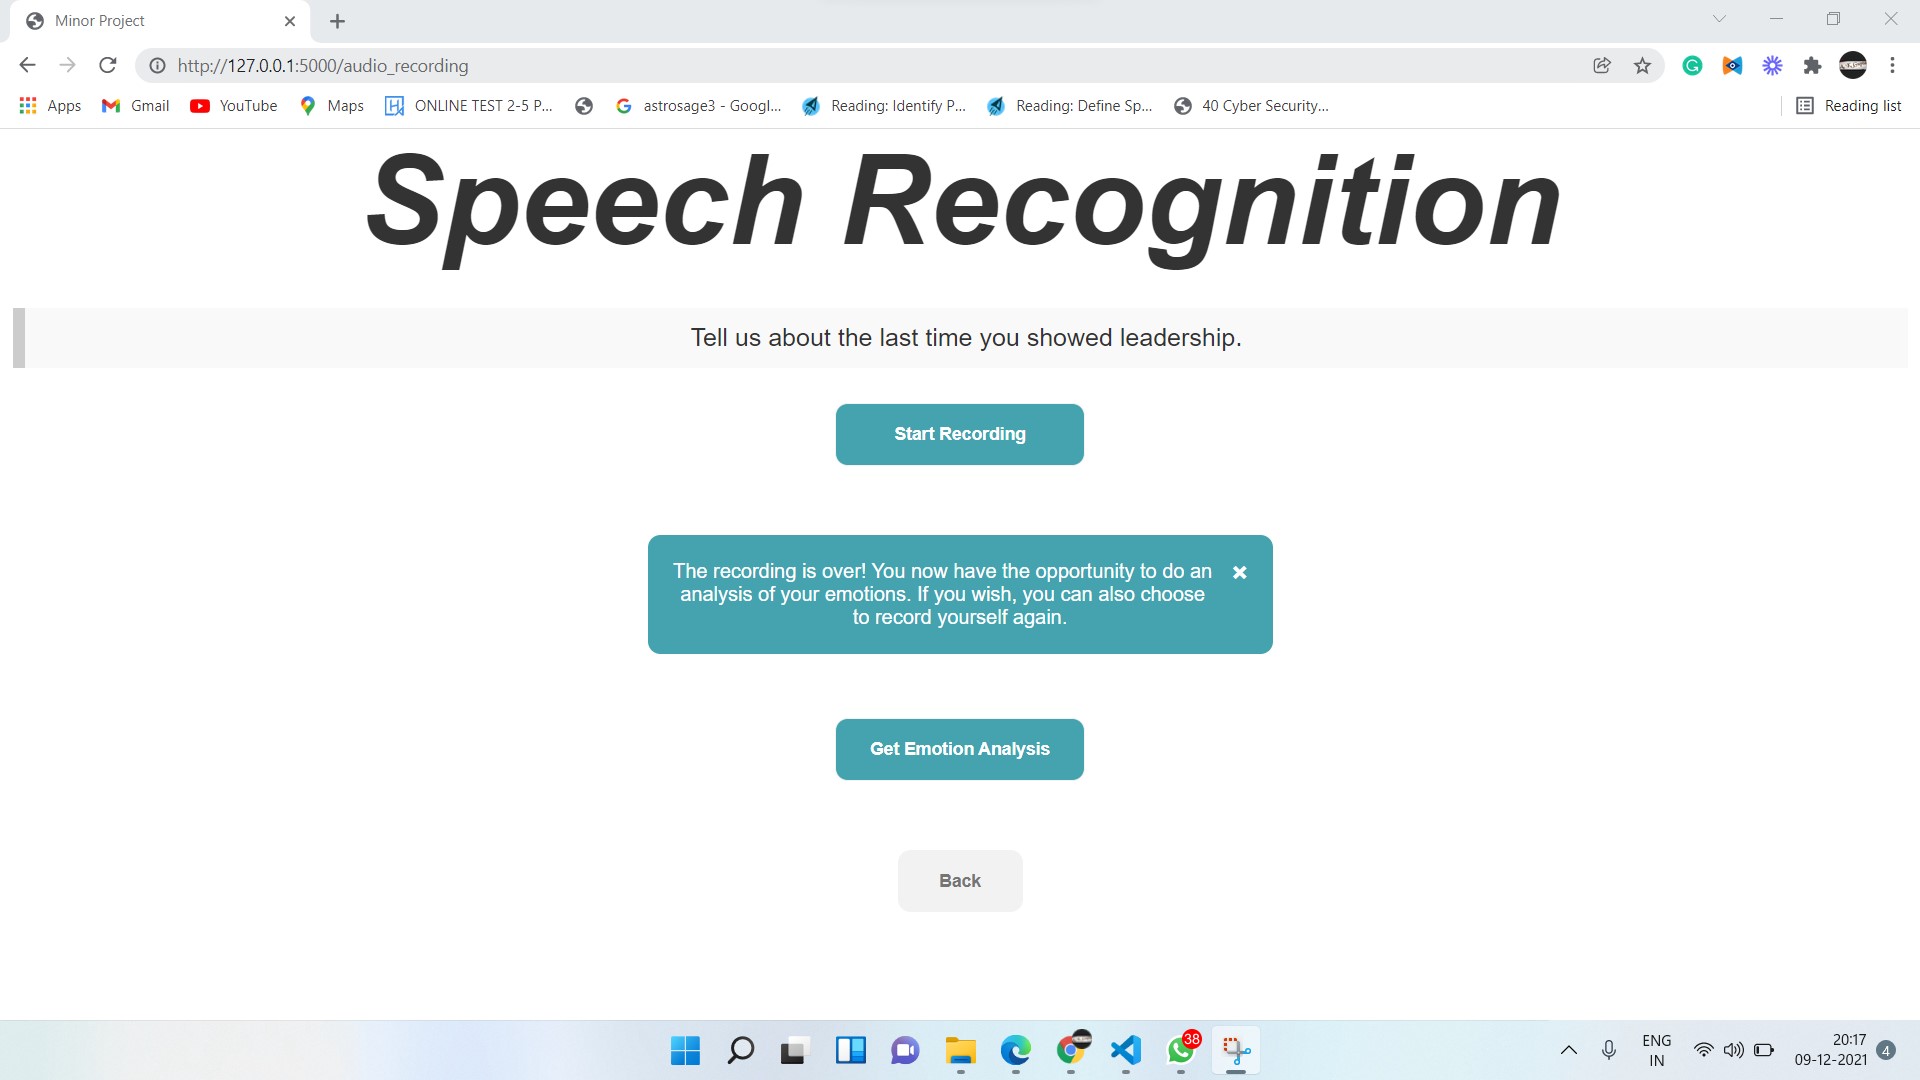 Minor Project
http://127.0.0.1:5000/audio_recording
Apps
Gmail
YouTube
Maps
ONLINE TEST 2-5 P...
astrosage3 - Googl...
Reading: Identify P...
Reading: Define Sp...
40 Cyber Security...
Reading list
Speech Recognition
Tell us about the last time you showed leadership.
Start Recording
The recording is over! You now have the opportunity to do an
analysis of your emotions. If you wish, you can also choose
to record yourself again.
Get Emotion Analysis
Back
38
ENG
IN
20:17
09-12-2021
4